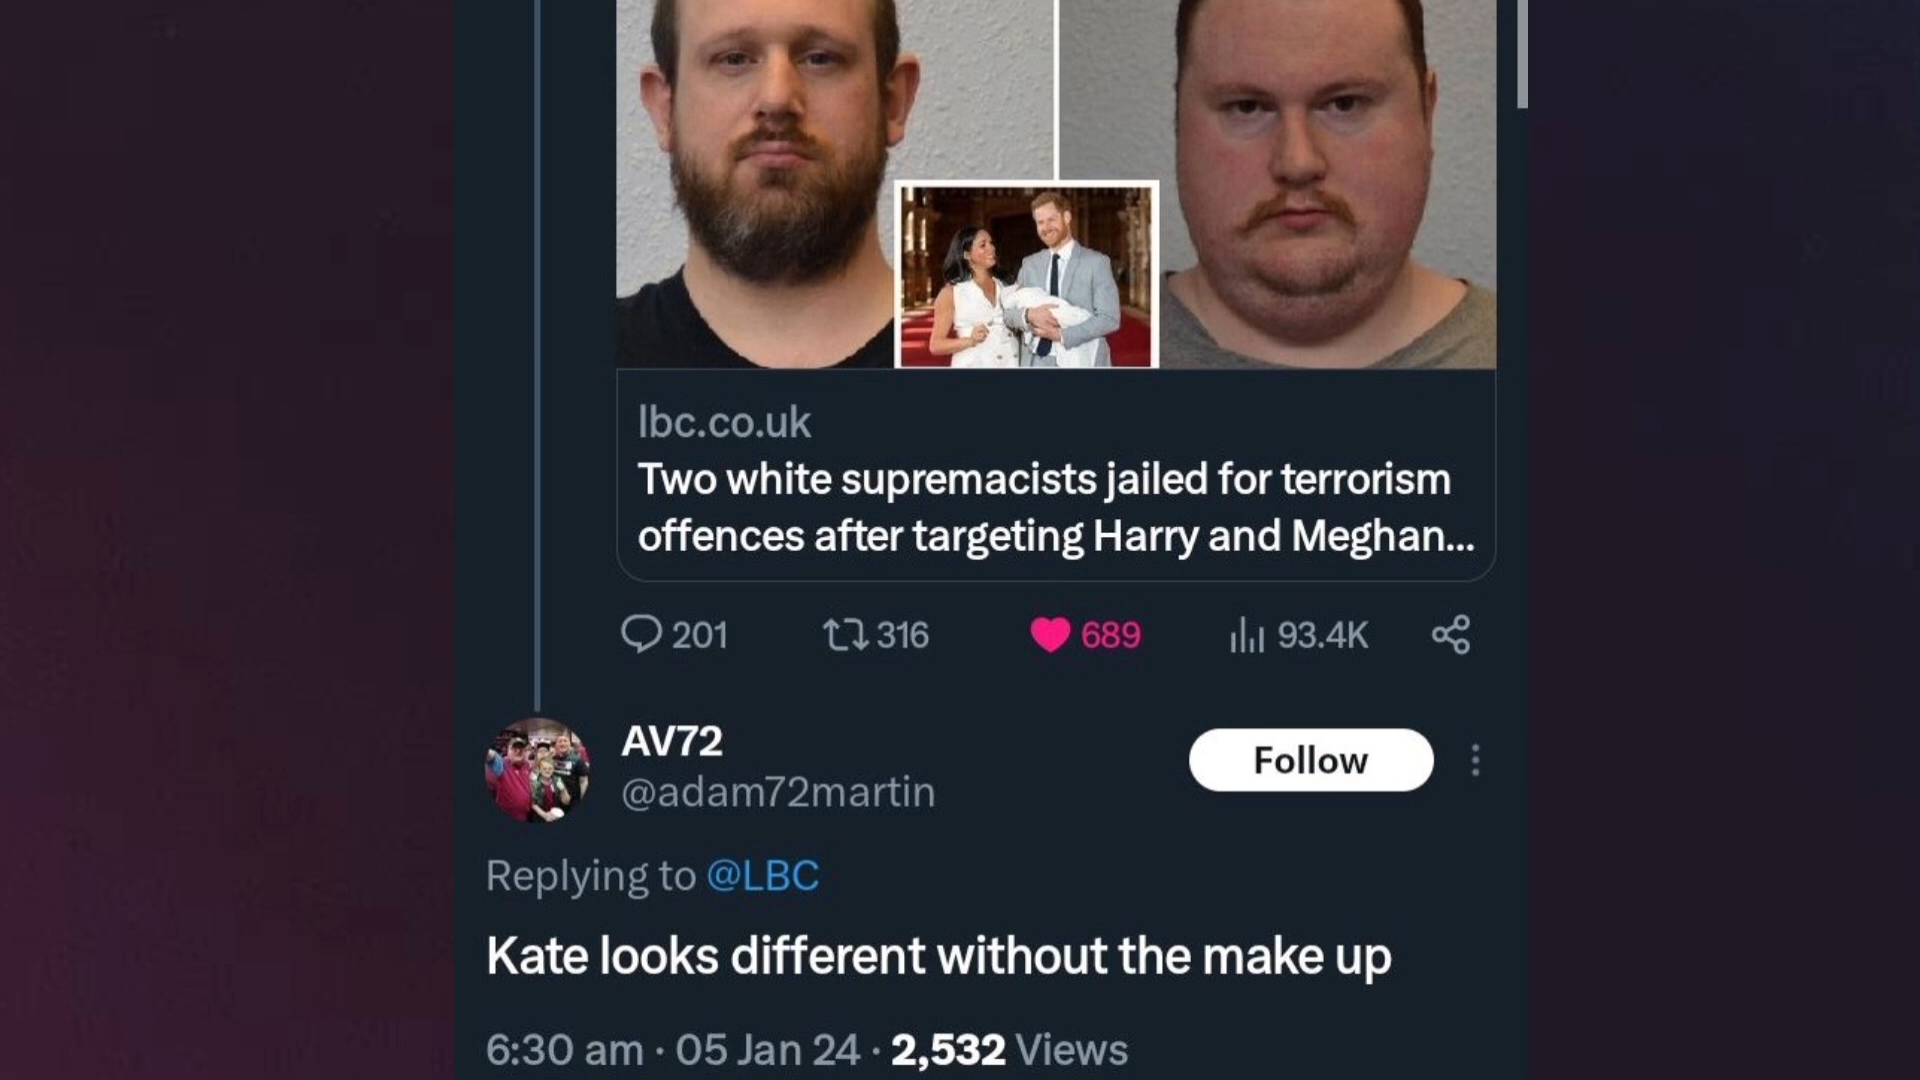 lbc.co.uk
Two white supremacists jailed for terrorism
offences after targeting Harry and Meghan...
201 316 689 93.4K
AV72
@adam72martin
Follow
Replying to @LBC
Kate looks different without the make up
6:30 am · 05 Jan 24 · 2,532 Views